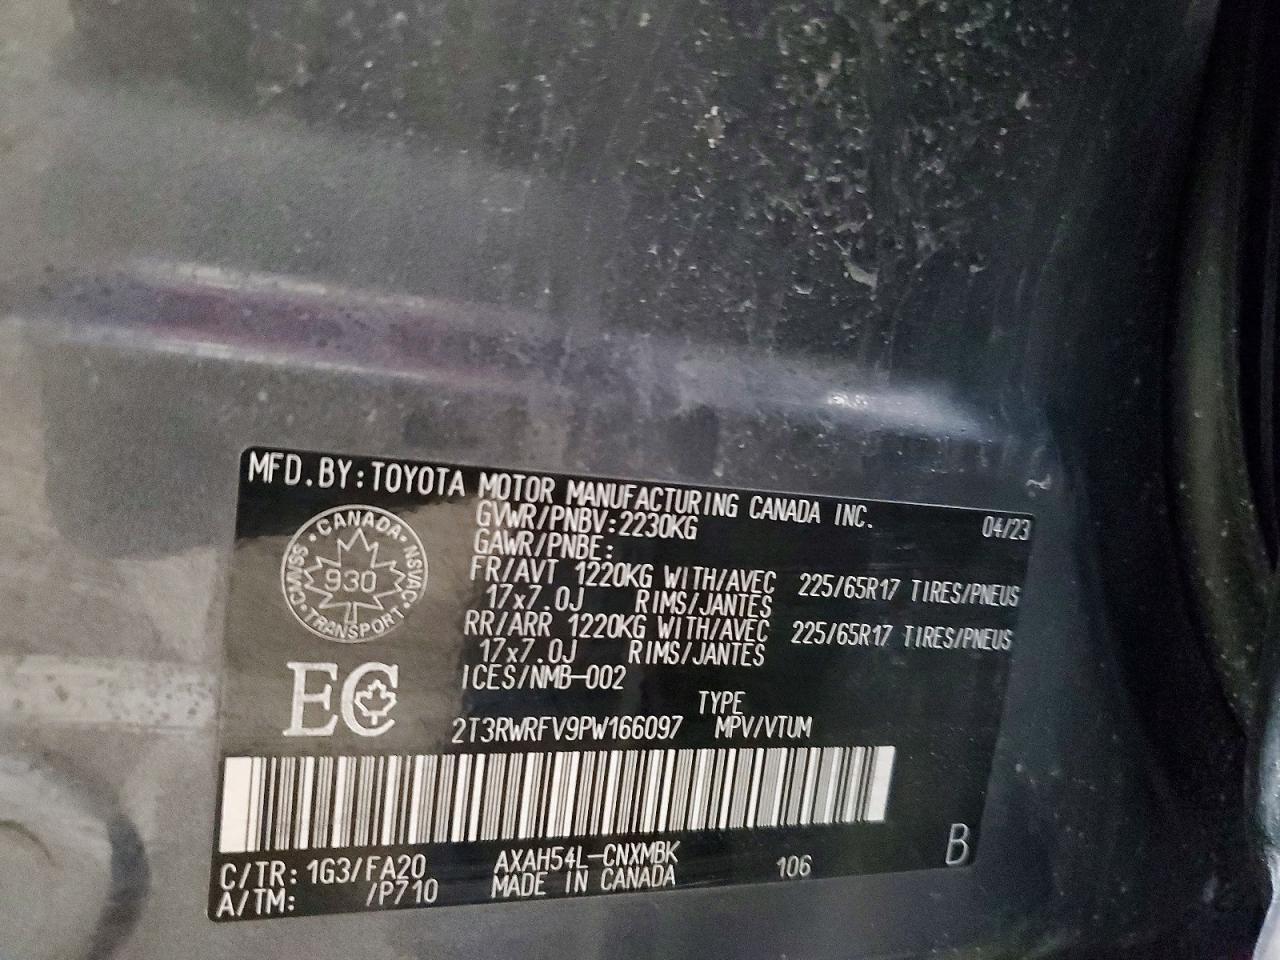 MFD.BY:TOYOTA MOTOR MANUFACTURING CANADA INC.
04/23
GVWR/PNBV:2230KG
GAWR/PNBE:
FR/AVT 1220KG WITH/AVEC 225/65R17 TIRES/PNEUS
17x7.0J RIMS/JANTES
RR/ARR 1220KG WITH/AVEC 225/65R17 TIRES/PNEUS
17x7.0J RIMS/JANTES
ICES/NMB-002
CANADA · NSVAC · TRANSPORT · CMVSS
930
EC
TYPE
2T3RWRFV9PW166097 MPV/VTUM
C/TR: 1G3/FA20 AXAH54L-CNXMBK 106 B
A/TM: /P710 MADE IN CANADA